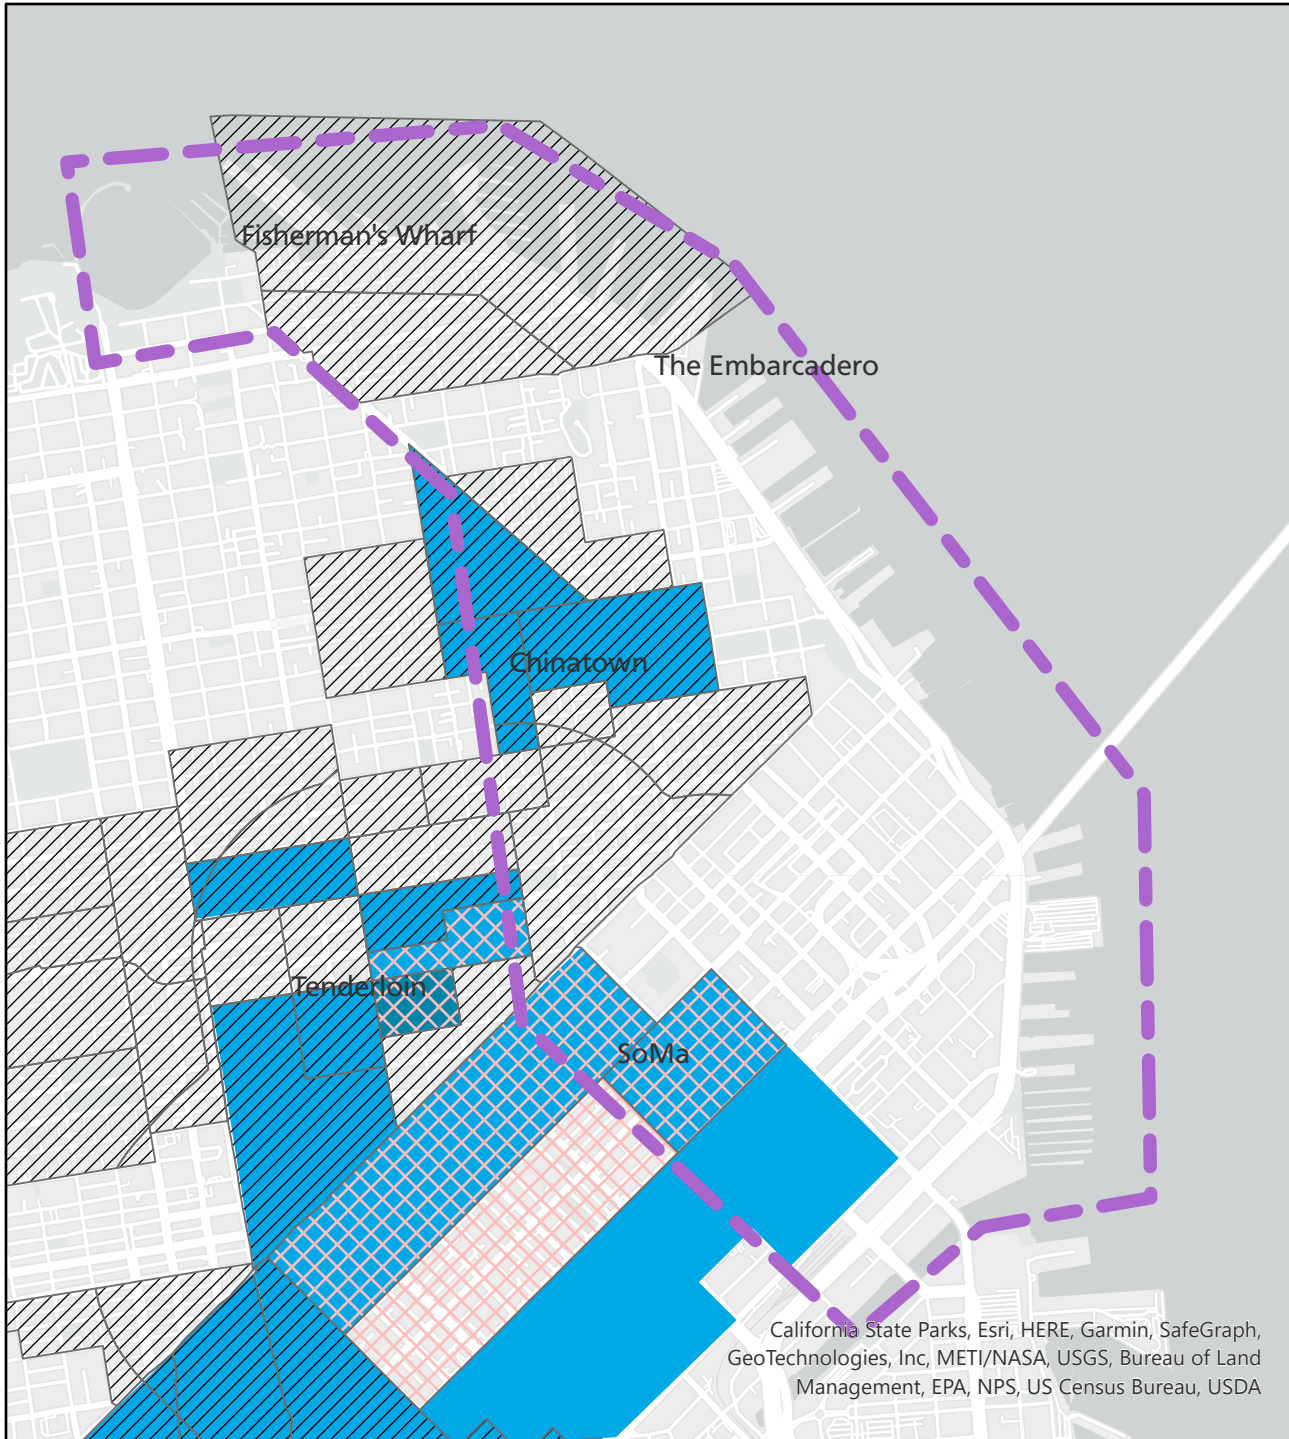 Fisherman's Wharf
The Embarcadero
Chinatown
Tenderloin
SoMa
California State Parks, Esri, HERE, Garmin, SafeGraph,
GeoTechnologies, Inc, METI/NASA, USGS, Bureau of Land
Management, EPA, NPS, US Census Bureau, USDA